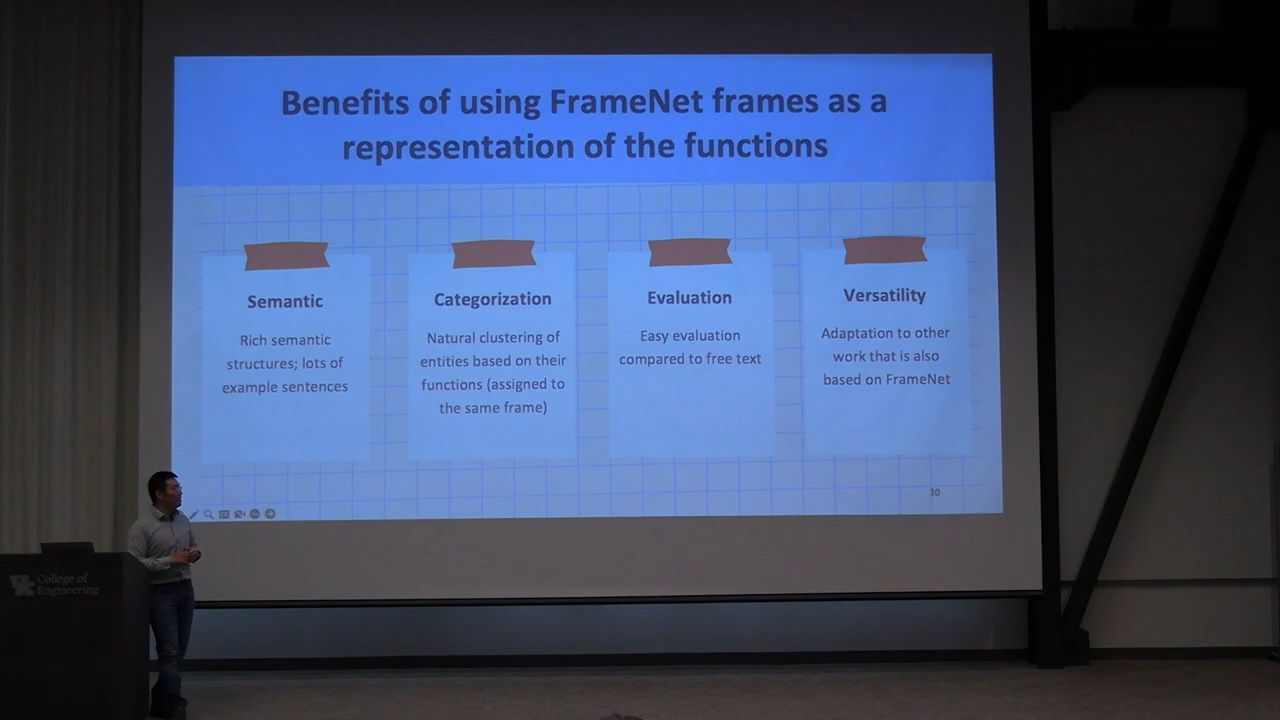 Benefits of using FrameNet frames as a
representation of the functions
Semantic
Rich semantic
structures; lots of
example sentences
Categorization
Natural clustering of
entities based on their
functions (assigned to
the same frame)
Evaluation
Easy evaluation
compared to free text
Versatility
Adaptation to other
work that is also
based on FrameNet
30
UK College of
Engineering